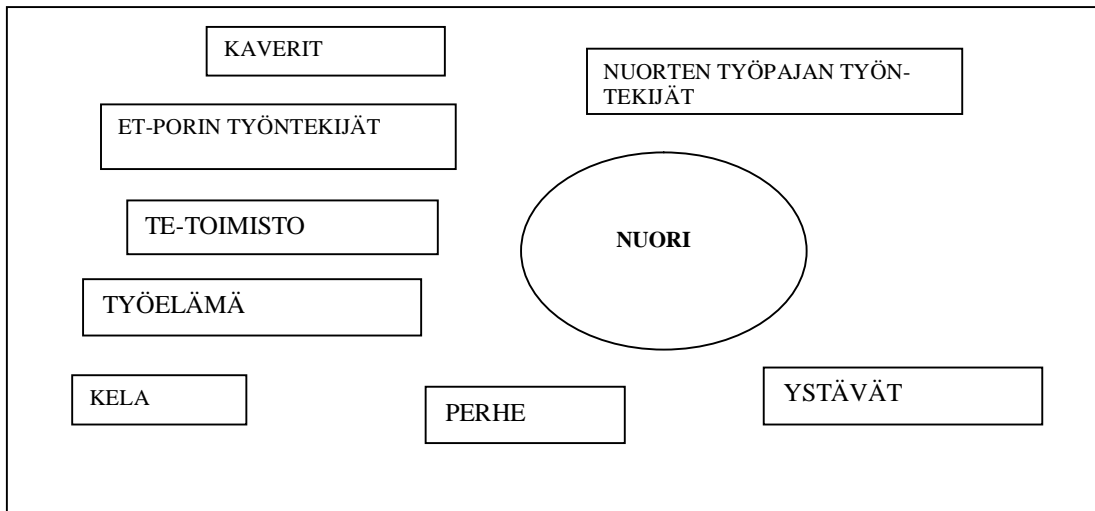 KAVERIT
NUORTEN TYÖPAJAN TYÖN-
TEKIJÄT
ET-PORIN TYÖNTEKIJÄT
TE-TOIMISTO
NUORI
TYÖELÄMÄ
KELA
PERHE
YSTÄVÄT